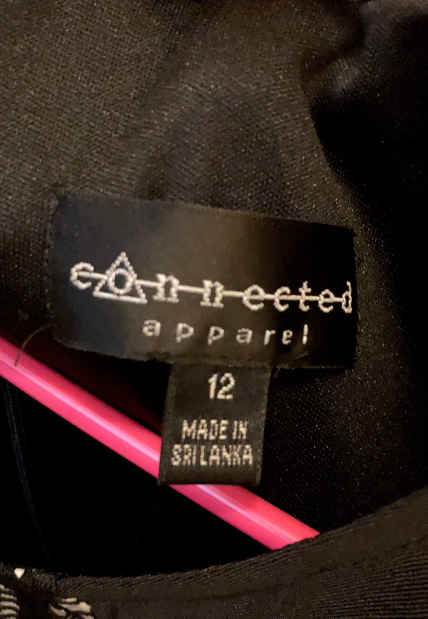 connected
apparel
12
MADE IN
SRI LANKA